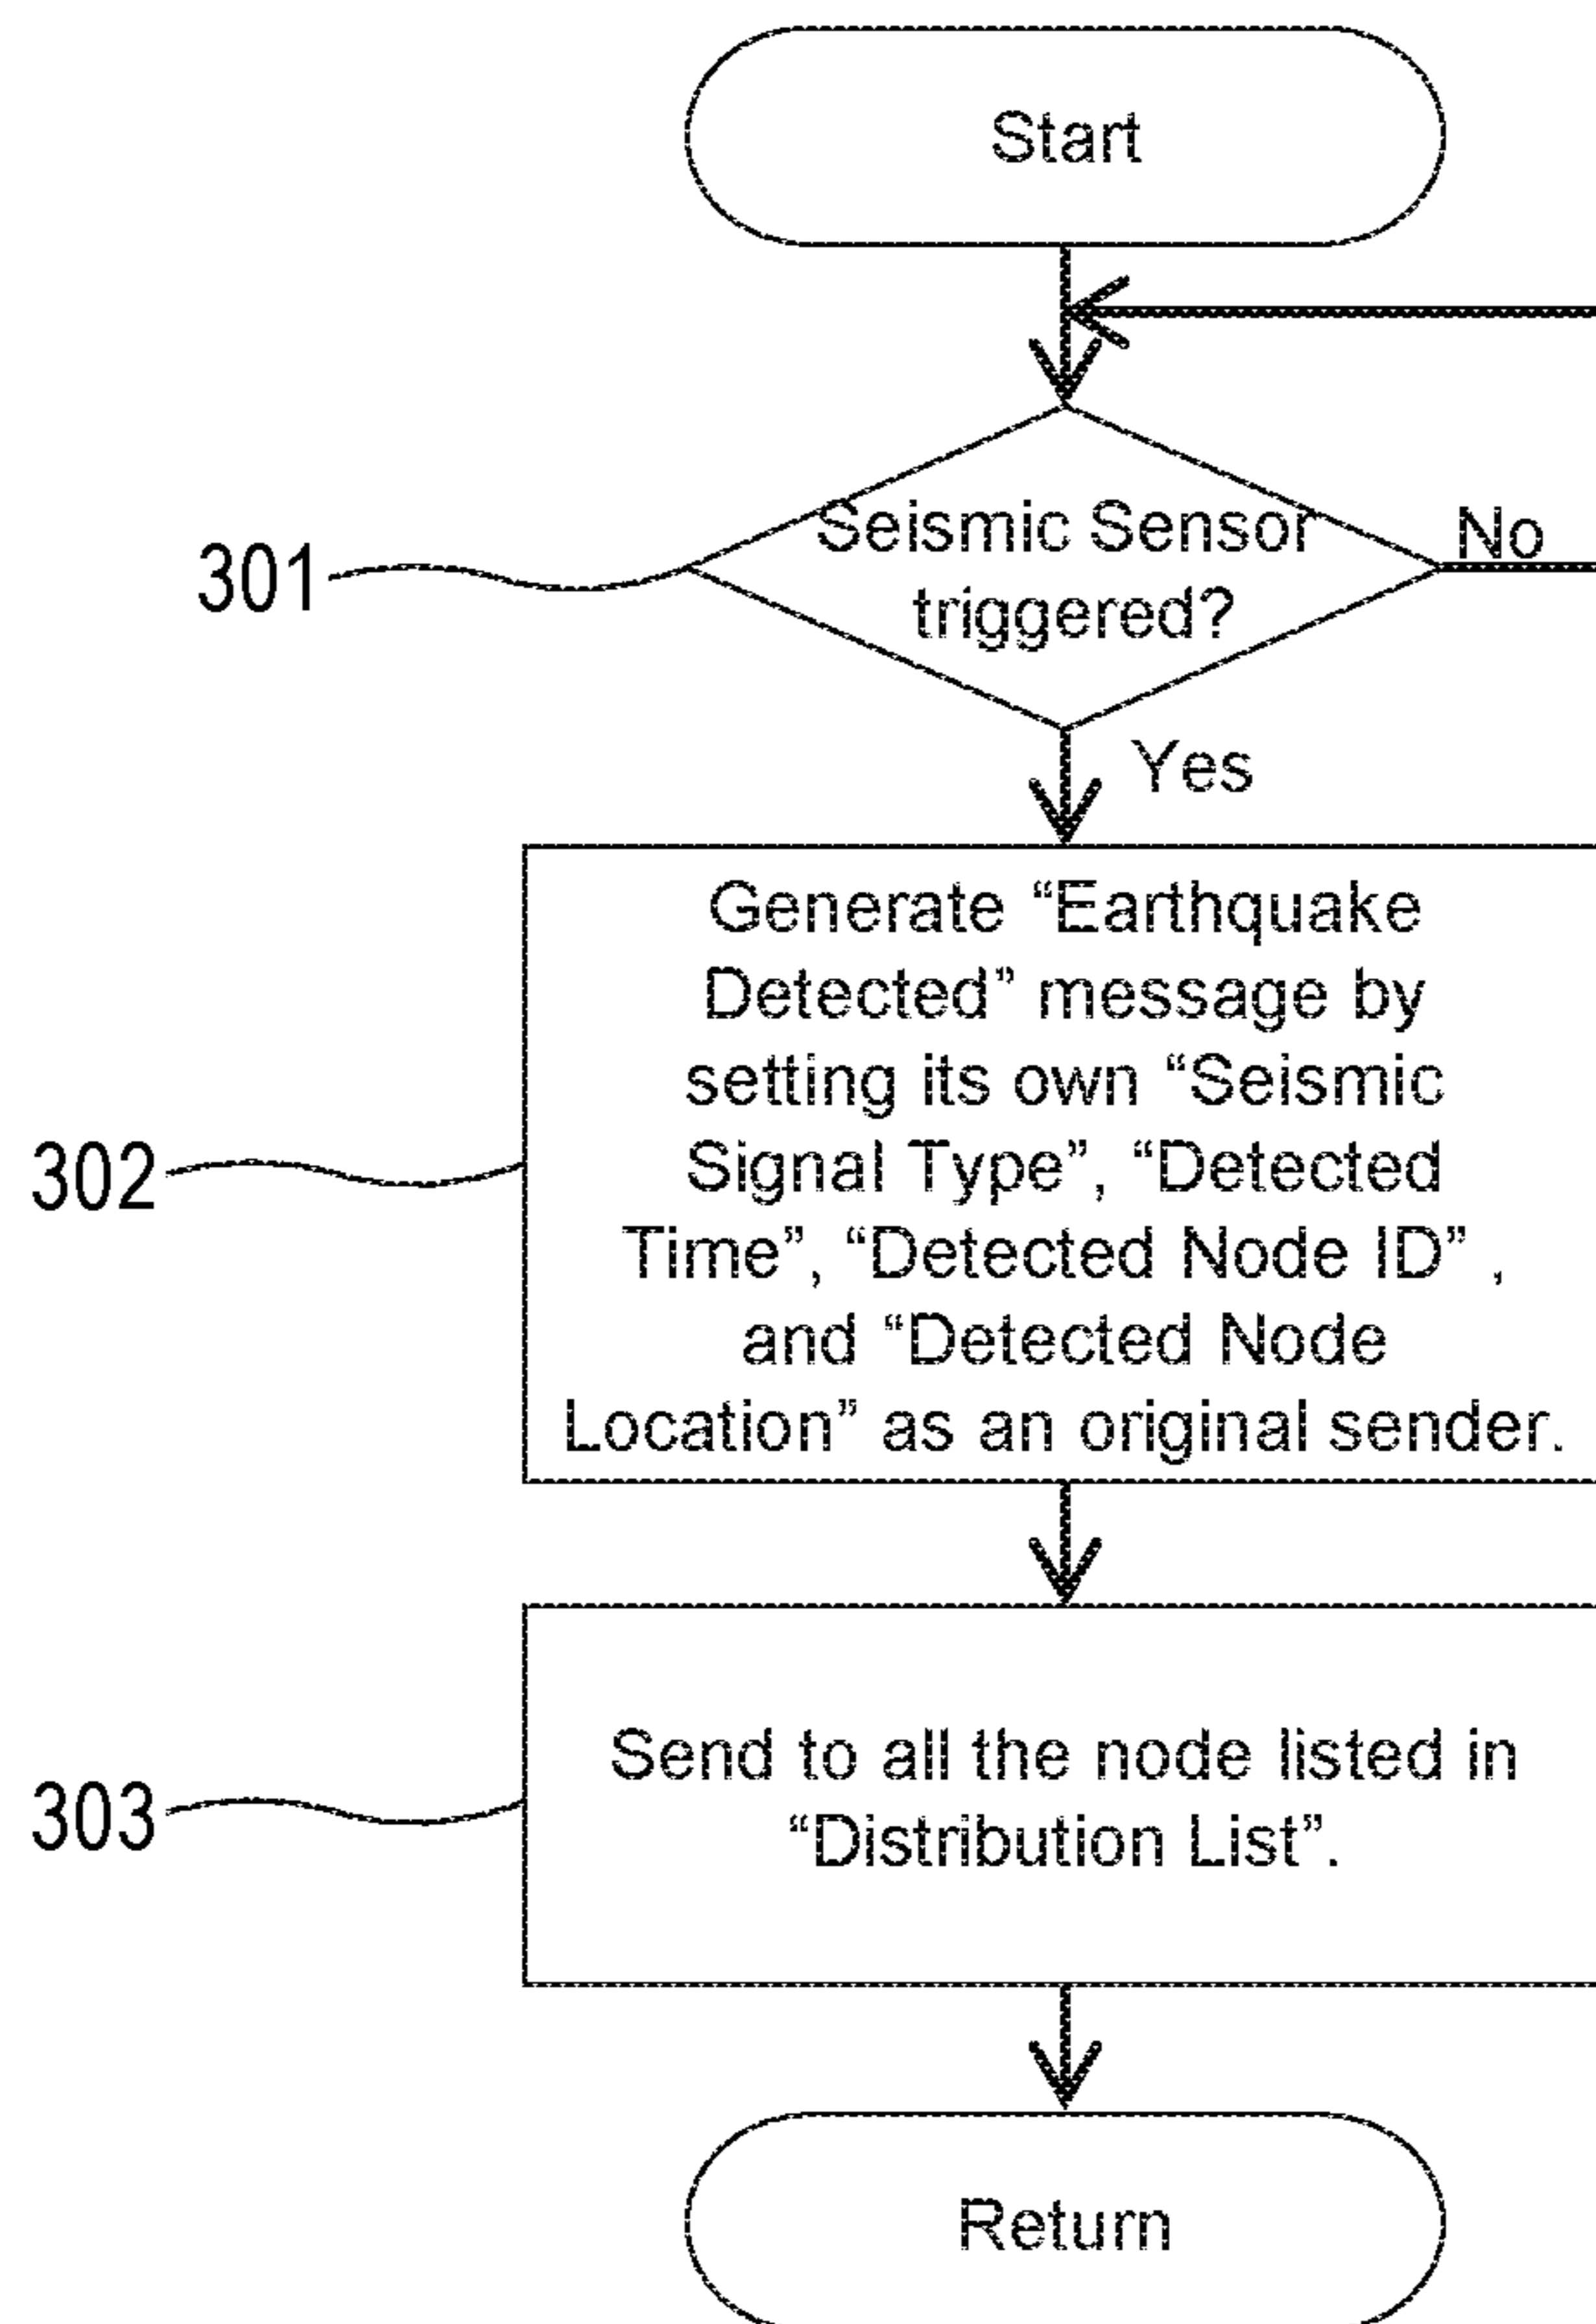 Start
301
Seismic Sensor
triggered?
No
Yes
302
Generate “Earthquake
Detected” message by
setting its own “Seismic
Signal Type”, “Detected
Time”, “Detected Node ID” ,
and “Detected Node
Location” as an original sender.
303
Send to all the node listed in
“Distribution List”.
Return